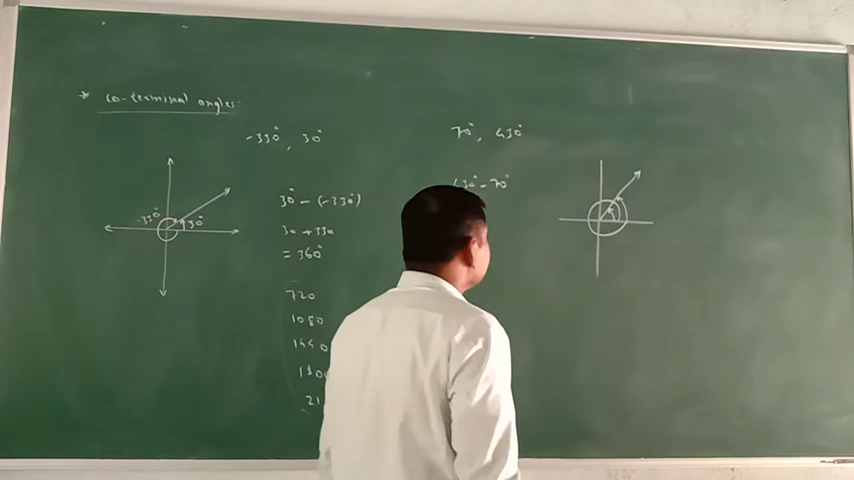 * co-terminal angles:
-330°, 30°
-330° 30°
30° - (-330°)
30 + 330
= 360°
720
1080
1440
70°, 430°
430° - 70°